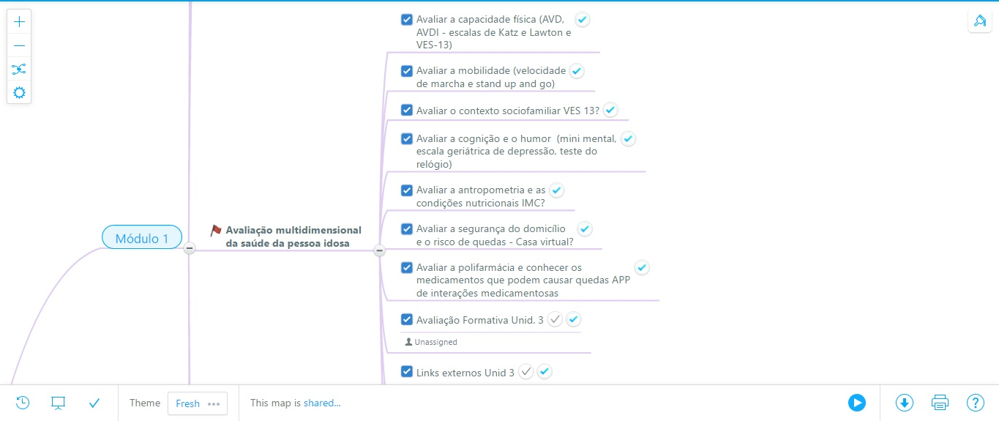 Avaliar a capacidade física (AVD,
AVDI - escalas de Katz e Lawton e
VES-13)
Avaliar a mobilidade (velocidade
de marcha e stand up and go)
Avaliar o contexto sociofamiliar VES 13?
Avaliar a cognição e o humor  (mini mental,
escala geriátrica de depressão, teste do
relógio)
Avaliar a antropometria e as
condições nutricionais IMC?
Módulo 1
Avaliação multidimensional
da saúde da pessoa idosa
Avaliar a segurança do domicílio
e o risco de quedas - Casa virtual?
Avaliar a polifarmácia e conhecer os
medicamentos que podem causar quedas APP
de interações medicamentosas
Avaliação Formativa Unid. 3
Unassigned
Links externos Unid 3
Theme
Fresh
This map is shared...